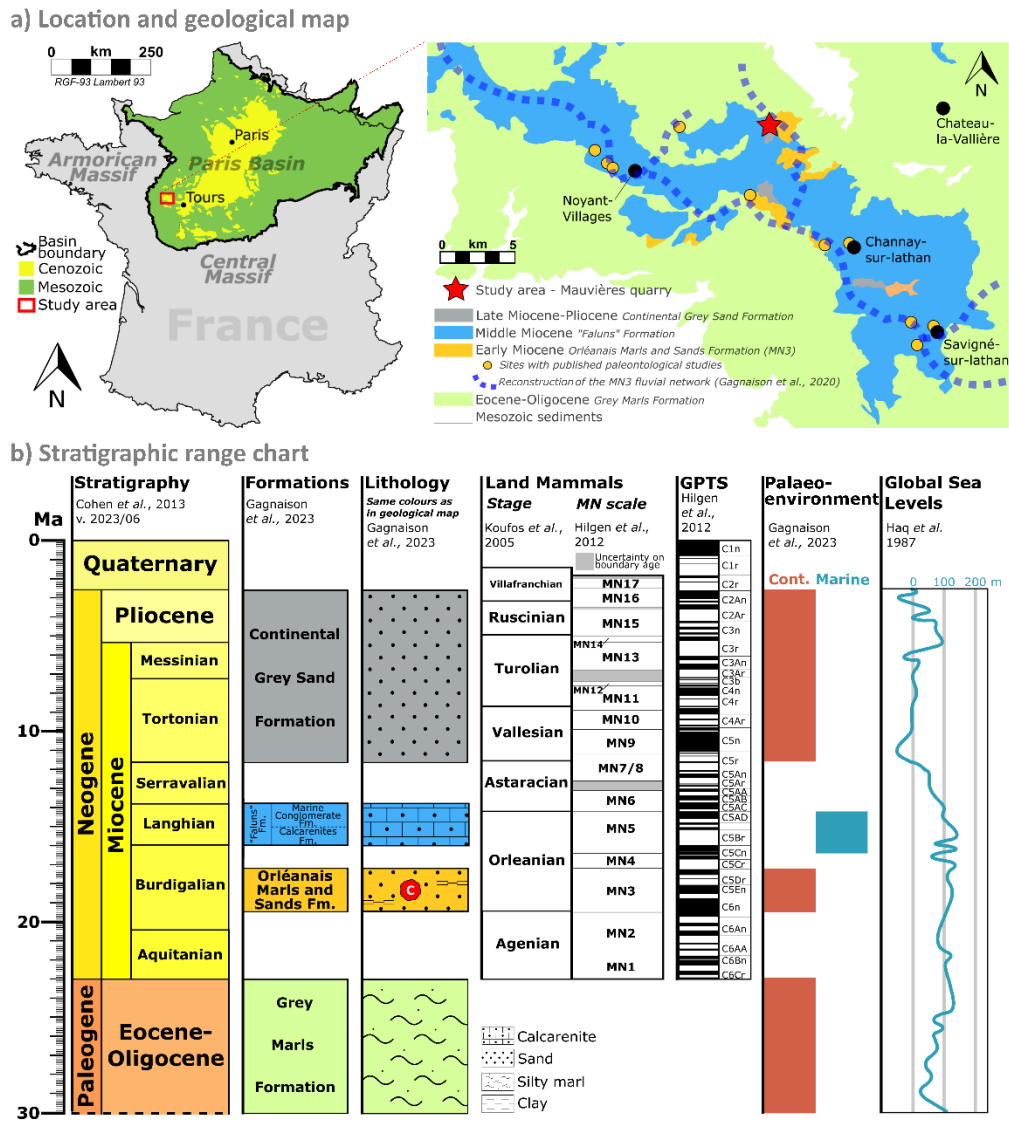 a) Location and geological map
0 km 250
RGF-93 Lambert 93
Paris
Armorican
Massif
Paris Basin
Tours
Basin
boundary
Cenozoic
Mesozoic
Study area
Central
Massif
France
N
N
Chateau-
la-Vallière
Noyant-
Villages
0 km 5
Channay-
sur-lathan
Savigné-
sur-lathan
Study area - Mauvières quarry
Late Miocene-Pliocene Continental Grey Sand Formation
Middle Miocene "Faluns" Formation
Early Miocene Orléanais Marls and Sands Formation (MN3)
Sites with published paleontological studies
Reconstruction of the MN3 fluvial network (Gagnaison et al., 2020)
Eocene-Oligocene Grey Marls Formation
Mesozoic sediments
b) Stratigraphic range chart
Ma
0
10
20
30
Stratigraphy
Cohen et al., 2013
v. 2023/06
Quaternary
Neogene
Pliocene
Miocene
Messinian
Tortonian
Serravalian
Langhian
Burdigalian
Aquitanian
Paleogene
Eocene-
Oligocene
Formations
Gagnaison
et al., 2023
Continental
Grey Sand
Formation
"Faluns"
Fm.
Marine
Conglomerate
Fm.
Calcarenites
Fm.
Orléanais
Marls and
Sands Fm.
Grey
Marls
Formation
Lithology
Same colours as
in geological map
Gagnaison
et al., 2023
C
Land Mammals
Stage
Koufos et al.,
2005
Villafranchian
Ruscinian
Turolian
Vallesian
Astaracian
Orleanian
Agenian
MN scale
Hilgen et al.,
2012
Uncertainty on
boundary age
MN17
MN16
MN15
MN14
MN13
MN12
MN11
MN10
MN9
MN7/8
MN6
MN5
MN4
MN3
MN2
MN1
Calcarenite
Sand
Silty marl
Clay
GPTS
Hilgen et
al.,
2012
C1n
C1r
C2r
C2An
C2Ar
C3n
C3r
C3An
C3Ar
C3b
C4n
C4r
C4Ar
C5n
C5r
C5An
C5Ar
C5AA
C5AB
C5AC
C5AD
C5Br
C5Cn
C5Cr
C5Dr
C5En
C6n
C6An
C6AA
C6Bn
C6Cr
Palaeo-
environment
Gagnaison
et al., 2023
Cont. Marine
Global Sea
Levels
Haq et al.
1987
0 100 200 m